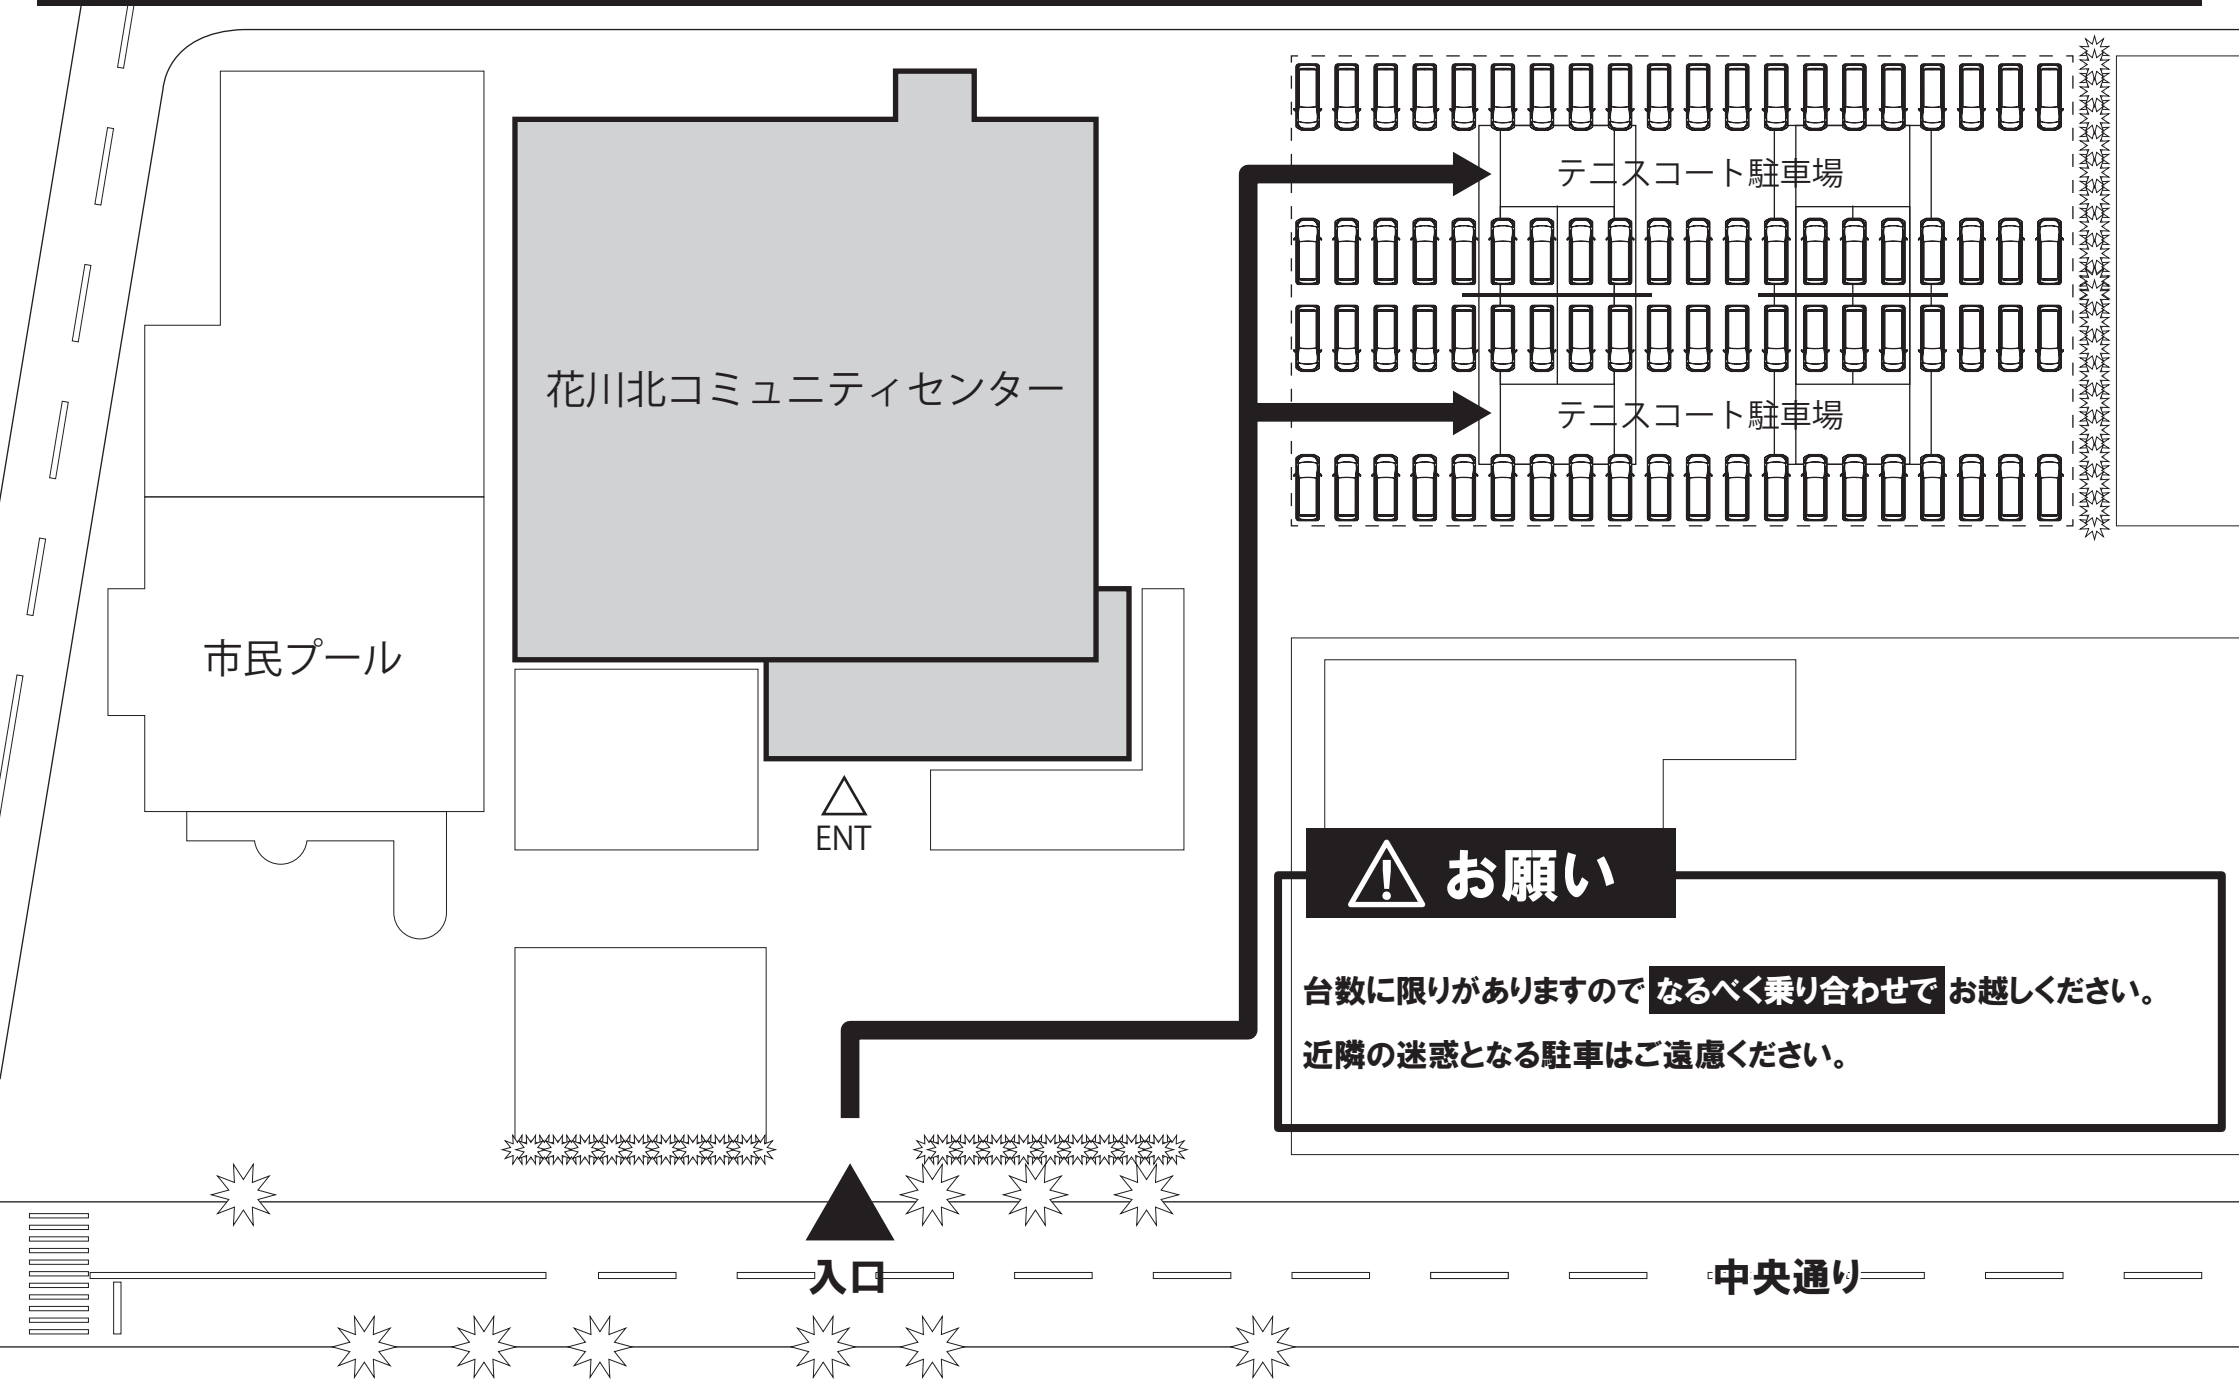 テニスコート駐車場
花川北コミュニティセンター
テニスコート駐車場
市民プール
ENT
お願い
台数に限りがありますので なるべく乗り合わせで お越しください。
近隣の迷惑となる駐車はご遠慮ください。
入口
中央通り